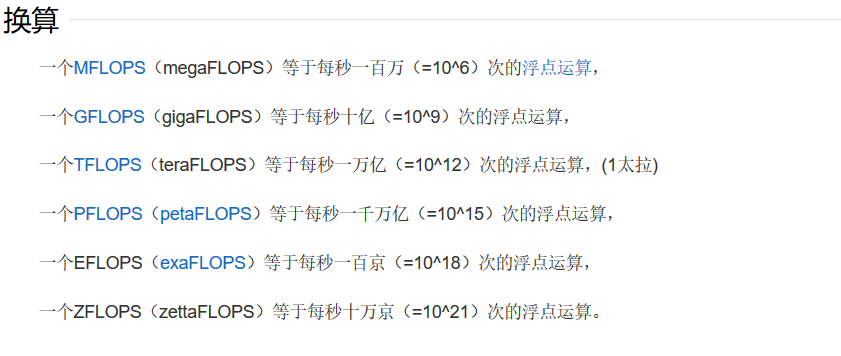 换算
一个MFLOPS（megaFLOPS）等于每秒一百万（=10^6）次的浮点运算，
一个GFLOPS（gigaFLOPS）等于每秒十亿（=10^9）次的浮点运算，
一个TFLOPS（teraFLOPS）等于每秒一万亿（=10^12）次的浮点运算，(1太拉)
一个PFLOPS（petaFLOPS）等于每秒一千万亿（=10^15）次的浮点运算，
一个EFLOPS（exaFLOPS）等于每秒一百京（=10^18）次的浮点运算，
一个ZFLOPS（zettaFLOPS）等于每秒十万京（=10^21）次的浮点运算。